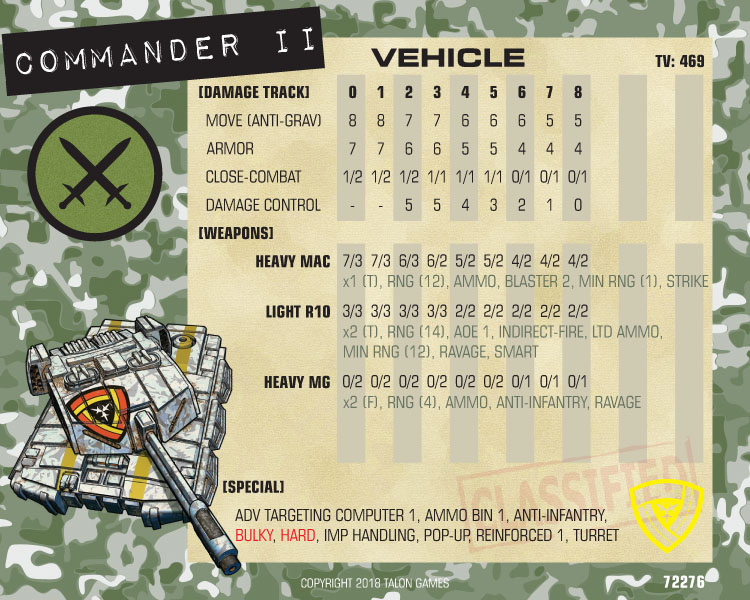 COMMANDER II
VEHICLE
TV: 469
[DAMAGE TRACK] 0 1 2 3 4 5 6 7 8
MOVE (ANTI-GRAV) 8 8 7 7 6 6 6 5 5
ARMOR 7 7 6 6 5 5 4 4 4
CLOSE-COMBAT 1/2 1/2 1/2 1/1 1/1 1/1 0/1 0/1 0/1
DAMAGE CONTROL - - 5 5 4 3 2 1 0
[WEAPONS]
HEAVY MAC 7/3 7/3 6/3 6/2 5/2 5/2 4/2 4/2 4/2
x1 (T), RNG (12), AMMO, BLASTER 2, MIN RNG (1), STRIKE
LIGHT R10 3/3 3/3 3/3 3/3 2/2 2/2 2/2 2/2 2/2
x2 (T), RNG (14), AOE 1, INDIRECT-FIRE, LTD AMMO,
MIN RNG (12), RAVAGE, SMART
HEAVY MG 0/2 0/2 0/2 0/2 0/2 0/2 0/1 0/1 0/1
x2 (F), RNG (4), AMMO, ANTI-INFANTRY, RAVAGE
[SPECIAL]
CLASSIFIED
ADV TARGETING COMPUTER 1, AMMO BIN 1, ANTI-INFANTRY,
BULKY, HARD, IMP HANDLING, POP-UP, REINFORCED 1, TURRET
COPYRIGHT 2018 TALON GAMES
72276